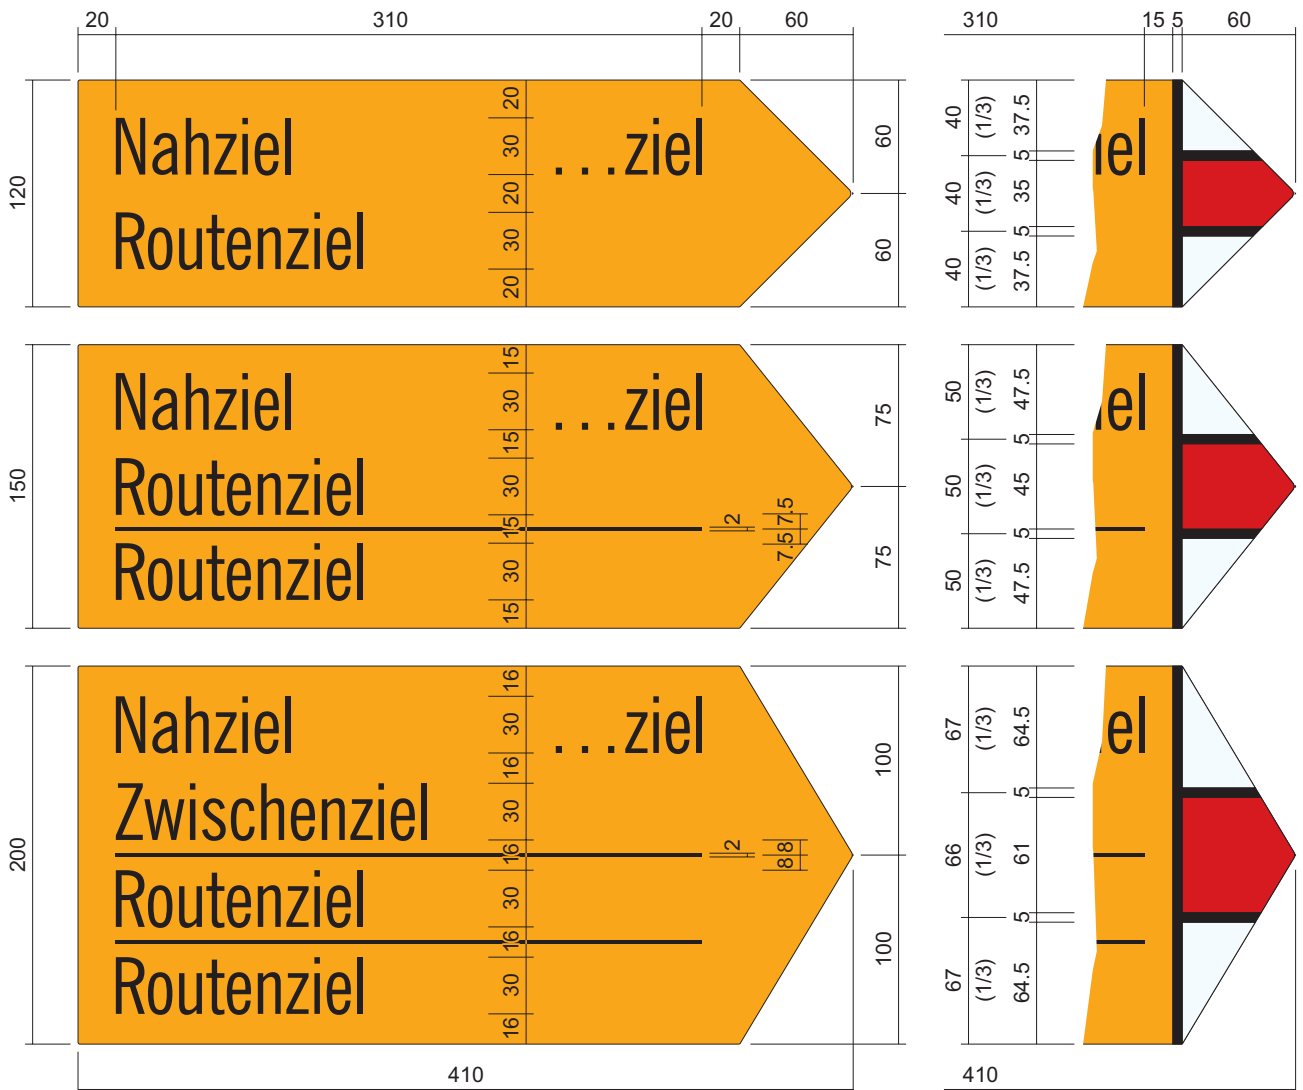 20 310 20 60 310 15 5 60
120
Nahziel ...ziel
Routenziel
20 30 20 30 20
60 60
40 40 40
(1/3) (1/3) (1/3)
37.5 5 35 5 37.5
iel
150
Nahziel ...ziel
Routenziel
Routenziel
15 30 15 30 15 30 15
2 7.5 7.5
75 75
50 50 50
(1/3) (1/3) (1/3)
47.5 5 45 5 47.5
iel
200
Nahziel ...ziel
Zwischenziel
Routenziel
Routenziel
16 30 16 30 16 30 16 30 16
2 8 8
100 100
67 66 67
(1/3) (1/3) (1/3)
64.5 5 61 5 64.5
el
410 410